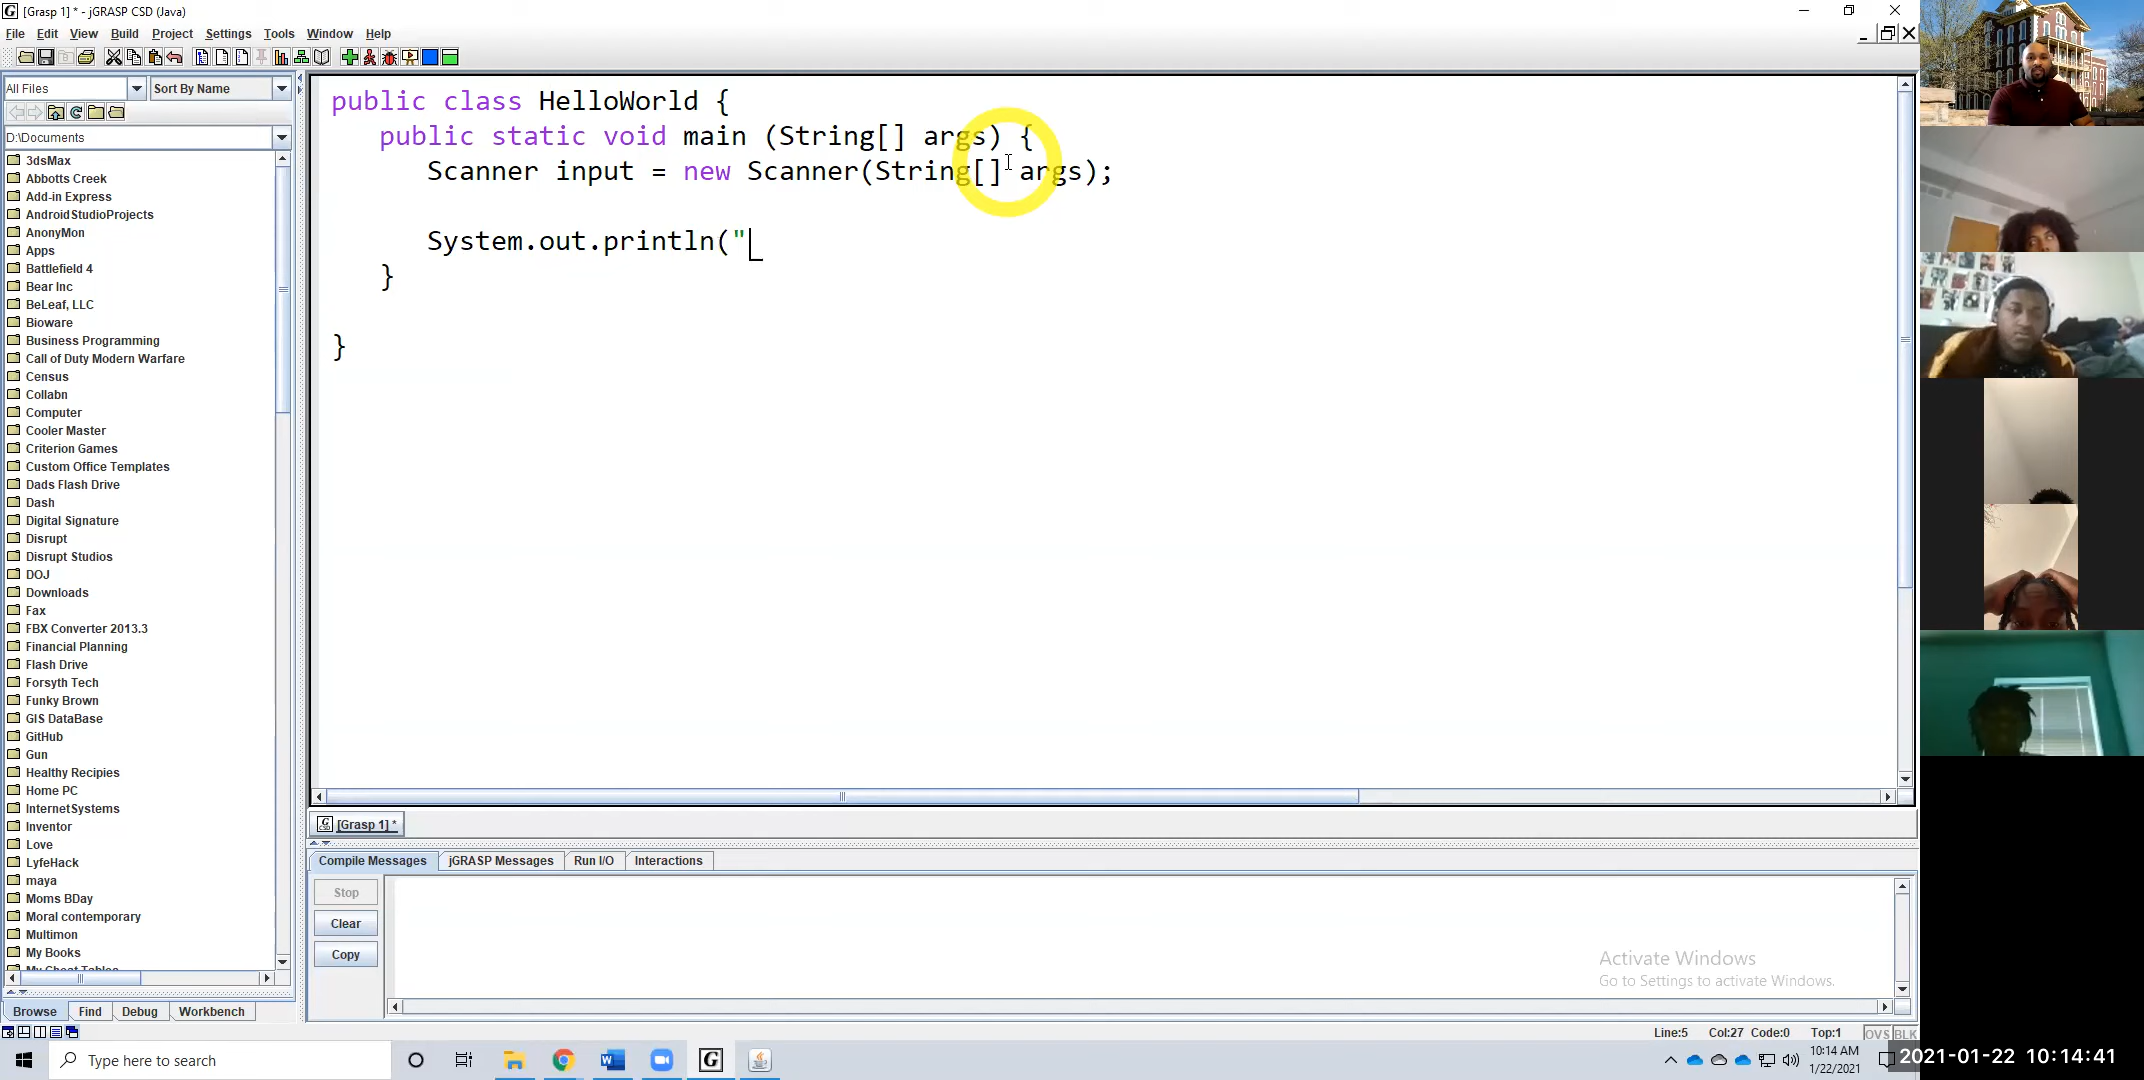 [Grasp 1] * - jGRASP CSD (Java)
File Edit View Build Project Settings Tools Window Help
All Files Sort By Name
D:\Documents
3dsMax
Abbotts Creek
Add-in Express
AndroidStudioProjects
AnonyMon
Apps
Battlefield 4
Bear Inc
BeLeaf, LLC
Bioware
Business Programming
Call of Duty Modern Warfare
Census
Collabn
Computer
Cooler Master
Criterion Games
Custom Office Templates
Dads Flash Drive
Dash
Digital Signature
Disrupt
Disrupt Studios
DOJ
Downloads
Fax
FBX Converter 2013.3
Financial Planning
Flash Drive
Forsyth Tech
Funky Brown
GIS DataBase
GitHub
Gun
Healthy Recipies
Home PC
InternetSystems
Inventor
Love
LyfeHack
maya
Moms BDay
Moral contemporary
Multimon
My Books
My Cheat Tables
Browse Find Debug Workbench
public class HelloWorld {
public static void main (String[] args) {
Scanner input = new Scanner(String[] args);
System.out.println("
}
}
[Grasp 1] *
Compile Messages jGRASP Messages Run I/O Interactions
Stop
Clear
Copy
Activate Windows
Go to Settings to activate Windows.
Line:5 Col:27 Code:0 Top:1 OVS BLK
Type here to search
10:14 AM
1/22/2021
2021-01-22 10:14:41